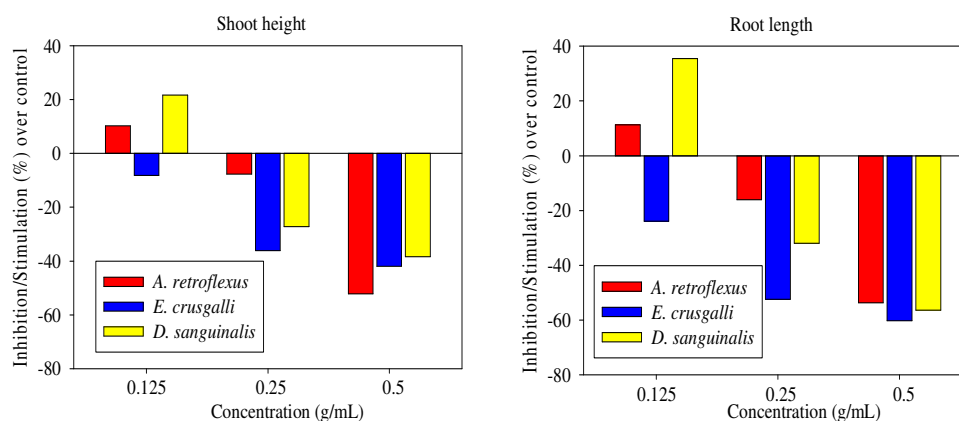 Shoot height
Inhibition/Stimulation (%) over control
40
20
0
-20
-40
-60
-80
A. retroflexus
E. crusgalli
D. sanguinalis
0.125 0.25 0.5
Concentration (g/mL)
Root length
Inhibition/Stimulation (%) over control
40
20
0
-20
-40
-60
-80
A. retroflexus
E. crusgalli
D. sanguinalis
0.125 0.25 0.5
Concentration (g/mL)